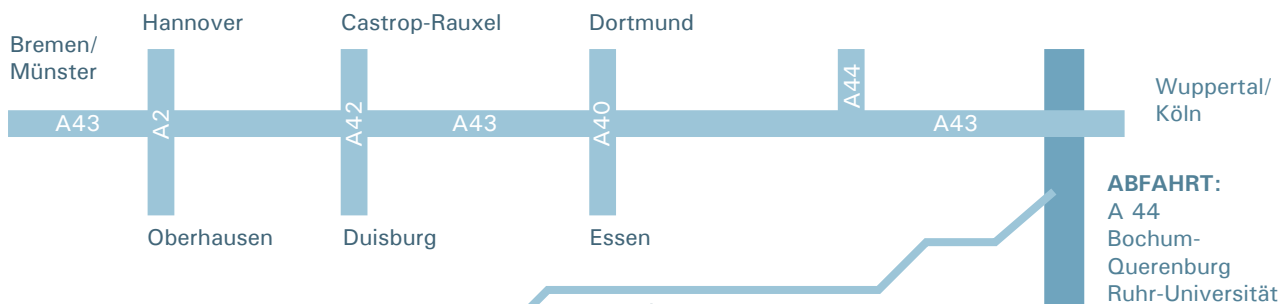 Hannover
Castrop-Rauxel
Dortmund
Bremen/
Münster
A44
Wuppertal/
Köln
A43
A2
A42
A43
A40
A43
ABFAHRT:
A 44
Bochum-
Querenburg
Ruhr-Universität
Oberhausen
Duisburg
Essen